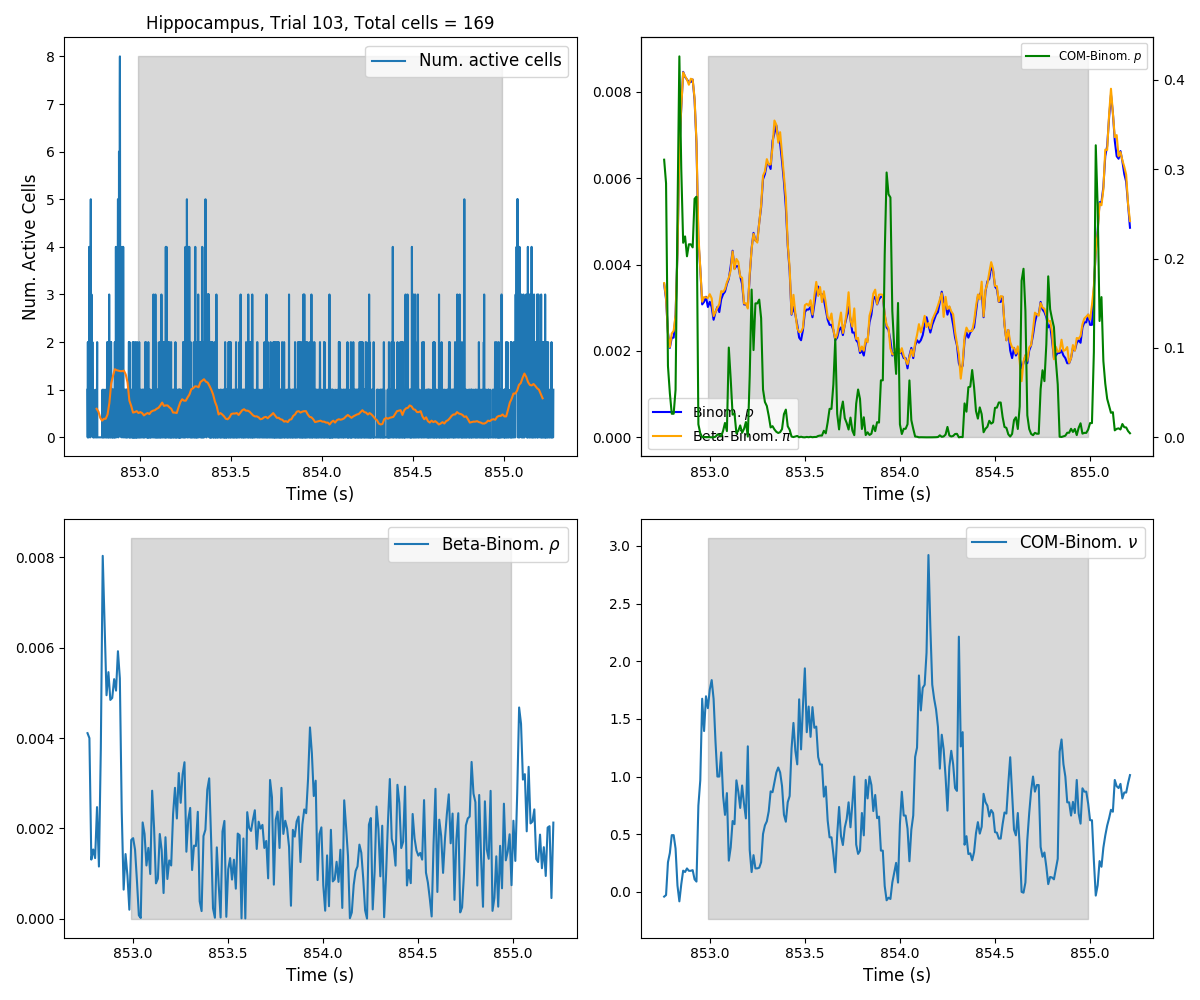 Hippocampus, Trial 103, Total cells = 169
Num. active cells
8
7
6
5
4
3
2
1
0
Num. Active Cells
853.0 853.5 854.0 854.5 855.0
Time (s)
COM-Binom. p
0.008
0.006
0.004
0.002
0.000
0.4
0.3
0.2
0.1
0.0
Binom. p
Beta-Binom. π
853.0 853.5 854.0 854.5 855.0
Time (s)
Beta-Binom. ρ
0.008
0.006
0.004
0.002
0.000
853.0 853.5 854.0 854.5 855.0
Time (s)
COM-Binom. ν
3.0
2.5
2.0
1.5
1.0
0.5
0.0
853.0 853.5 854.0 854.5 855.0
Time (s)